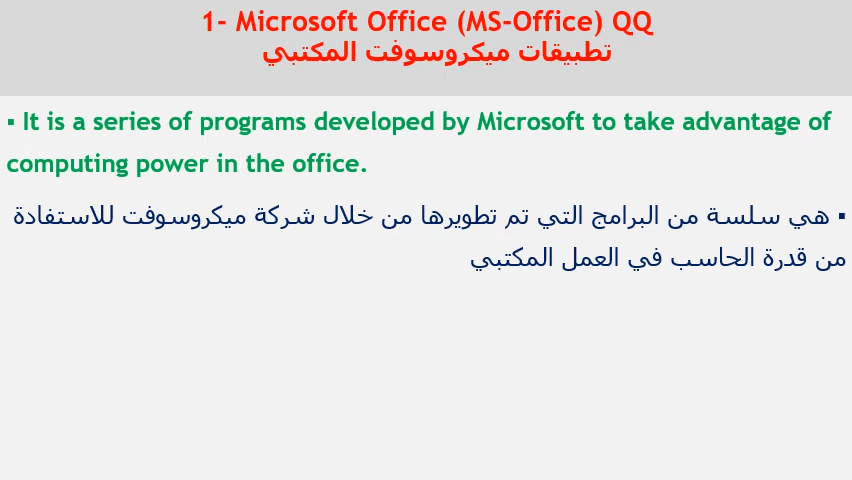 1- Microsoft Office (MS-Office) QQ
تطبيقات ميكروسوفت المكتبي
▪ It is a series of programs developed by Microsoft to take advantage of
computing power in the office.
▪ هي سلسة من البرامج التي تم تطويرها من خلال شركة ميكروسوفت للاستفادة
من قدرة الحاسب في العمل المكتبي